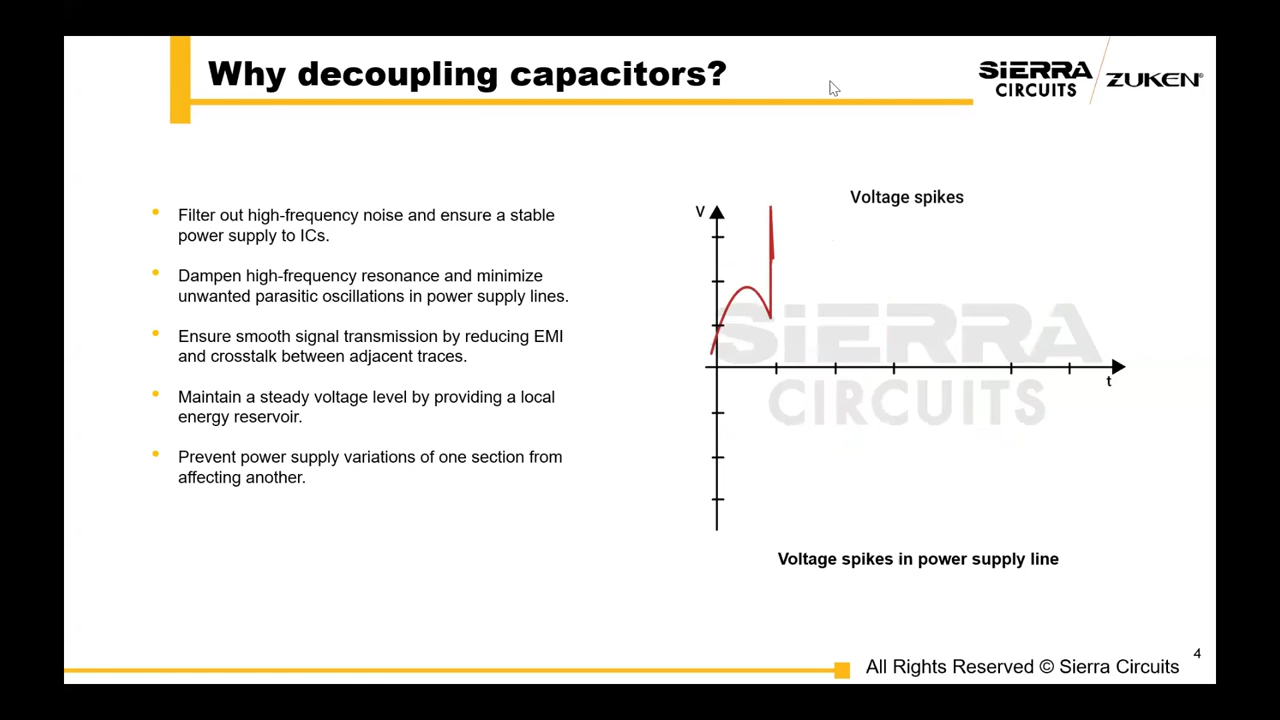 Why decoupling capacitors?
SiERRA
CIRCUITS
ZUKEN®
• Filter out high-frequency noise and ensure a stable
power supply to ICs.
• Dampen high-frequency resonance and minimize
unwanted parasitic oscillations in power supply lines.
• Ensure smooth signal transmission by reducing EMI
and crosstalk between adjacent traces.
• Maintain a steady voltage level by providing a local
energy reservoir.
• Prevent power supply variations of one section from
affecting another.
Voltage spikes
V
SiERRA
CIRCUITS
t
Voltage spikes in power supply line
4
All Rights Reserved © Sierra Circuits